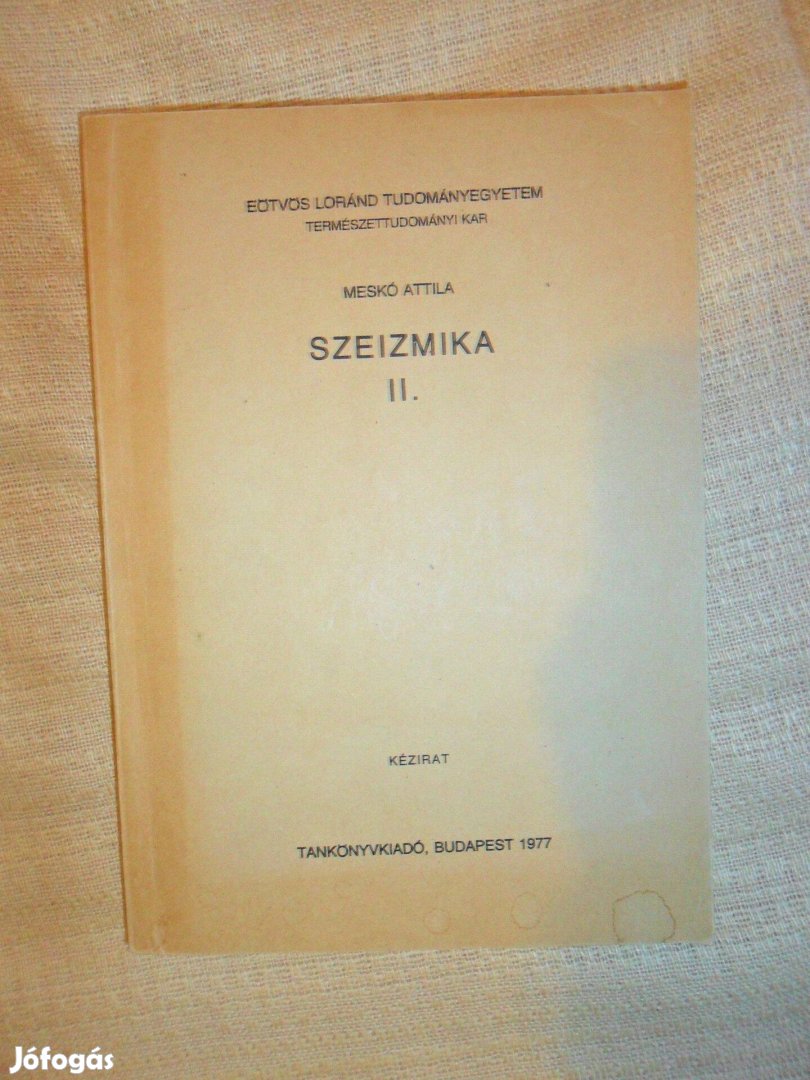 EÖTVÖS LORÁND TUDOMÁNYEGYETEM
TERMÉSZETTUDOMÁNYI KAR
MESKÓ ATTILA
SZEIZMIKA
II.
KÉZIRAT
TANKÖNYVKIADÓ, BUDAPEST 1977
Jófogás